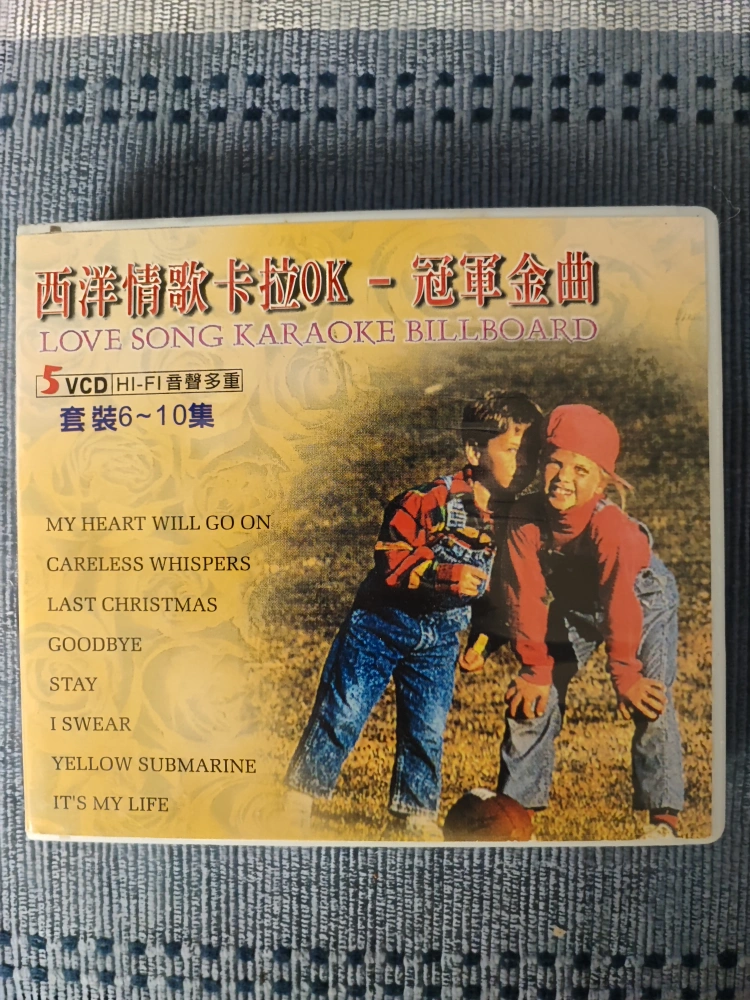 西洋情歌卡拉OK - 冠軍金曲
LOVE SONG KARAOKE BILLBOARD
5 VCD HI-FI 音聲多重
套裝6~10集
MY HEART WILL GO ON
CARELESS WHISPERS
LAST CHRISTMAS
GOODBYE
STAY
I SWEAR
YELLOW SUBMARINE
IT'S MY LIFE